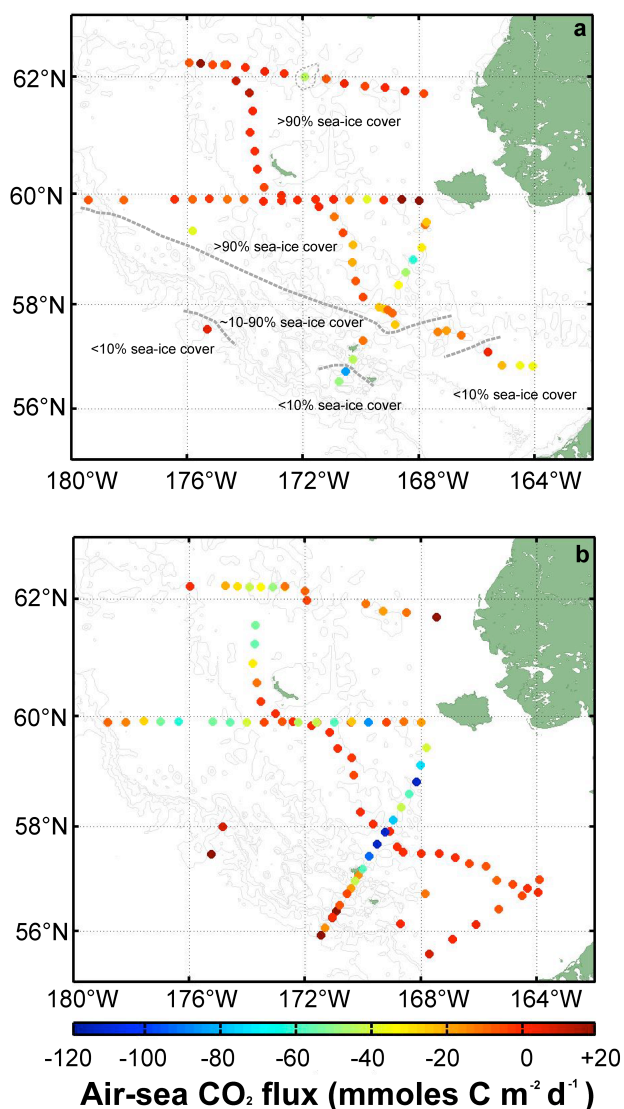 a
62°N
>90% sea-ice cover
60°N
>90% sea-ice cover
58°N
~10-90% sea-ice cover
<10% sea-ice cover
<10% sea-ice cover
56°N
<10% sea-ice cover
180°W 176°W 172°W 168°W 164°W
b
62°N
60°N
58°N
56°N
180°W 176°W 172°W 168°W 164°W
-120 -100 -80 -60 -40 -20 0 +20
Air-sea CO₂ flux (mmoles C m⁻² d⁻¹)